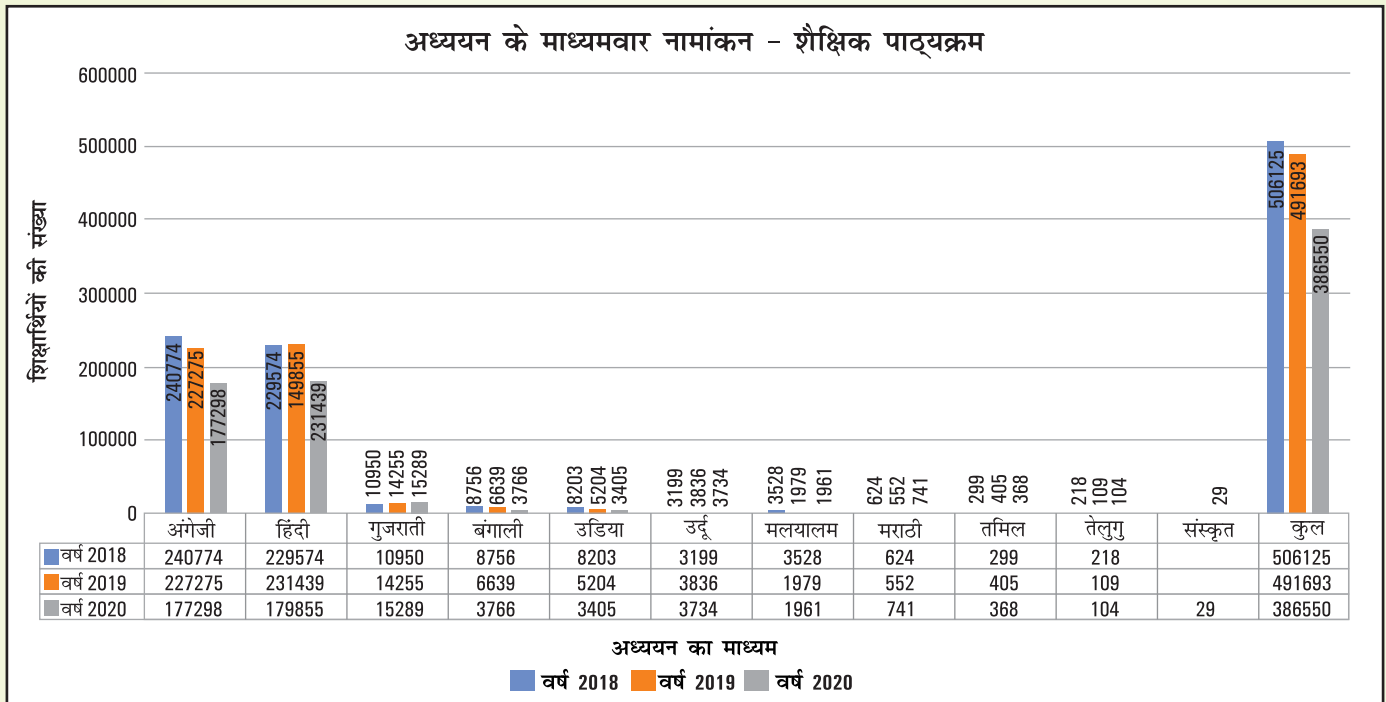 अध्ययन के माध्यमवार नामांकन - शैक्षिक पाठ्यक्रम
शिक्षार्थियों की संख्या
600000
500000
400000
300000
200000
100000
0
240774 227275 177298
229574 149855 231439
10950 14255 15289
8756 6639 3766
8203 5204 3405
3199 3836 3734
3528 1979 1961
624 552 741
299 405 368
218 109 104
29
506125 491693 386550
अंगेजी हिंदी गुजराती बंगाली उडिया उर्दू मलयालम मराठी तमिल तेलुगु संस्कृत कुल
वर्ष 2018 240774 229574 10950 8756 8203 3199 3528 624 299 218 506125
वर्ष 2019 227275 231439 14255 6639 5204 3836 1979 552 405 109 491693
वर्ष 2020 177298 179855 15289 3766 3405 3734 1961 741 368 104 29 386550
अध्ययन का माध्यम
वर्ष 2018 वर्ष 2019 वर्ष 2020